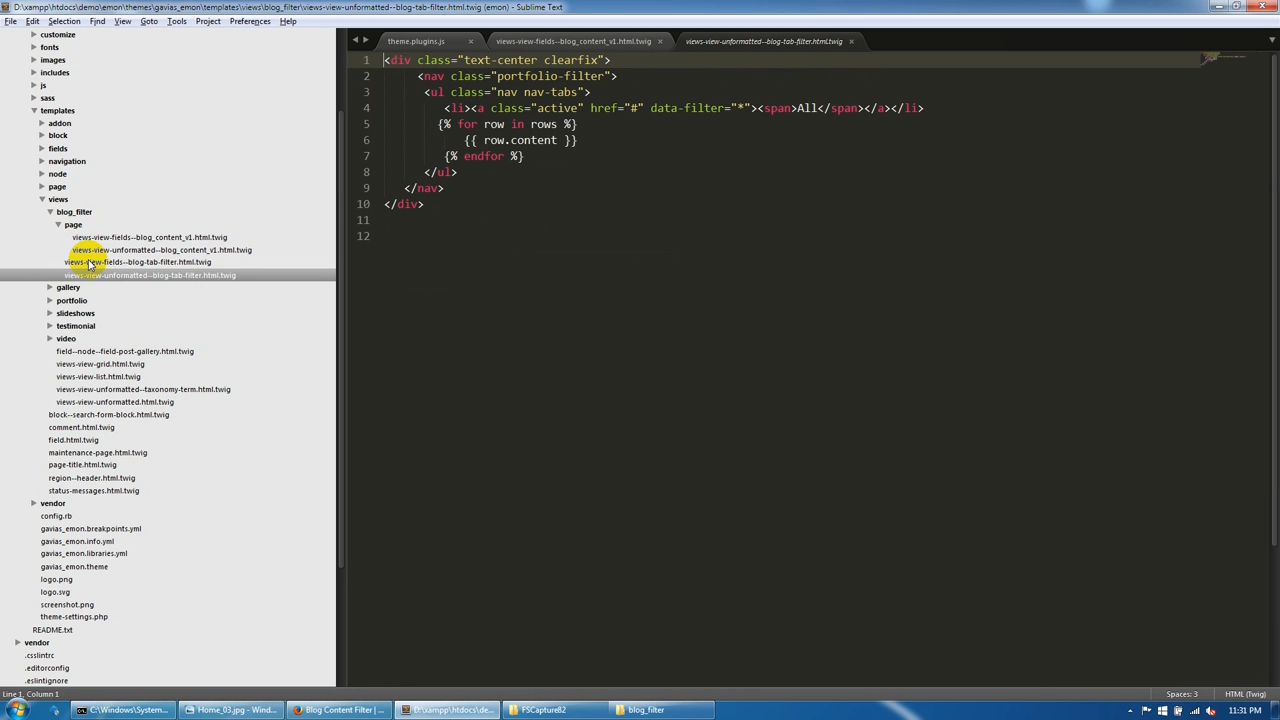 D:\xampp\htdocs\demo\emon\themes\gavias_emon\templates\views\blog_filter\views-view-unformatted--blog-tab-filter.html.twig (emon) - Sublime Text
File Edit Selection Find View Goto Tools Project Preferences Help
customize
fonts
images
includes
js
sass
templates
addon
block
fields
navigation
node
page
views
blog_filter
page
views-view-fields--blog_content_v1.html.twig
views-view-unformatted--blog_content_v1.html.twig
views-view-fields--blog-tab-filter.html.twig
views-view-unformatted--blog-tab-filter.html.twig
gallery
portfolio
slideshows
testimonial
video
field--node--field-post-gallery.html.twig
views-view-grid.html.twig
views-view-list.html.twig
views-view-unformatted--taxonomy-term.html.twig
views-view-unformatted.html.twig
block--search-form-block.html.twig
comment.html.twig
field.html.twig
maintenance-page.html.twig
page-title.html.twig
region--header.html.twig
status-messages.html.twig
vendor
config.rb
gavias_emon.breakpoints.yml
gavias_emon.info.yml
gavias_emon.libraries.yml
gavias_emon.theme
logo.png
logo.svg
screenshot.png
theme-settings.php
README.txt
vendor
.csslintrc
.editorconfig
.eslintignore
theme.plugins.js × views-view-fields--blog_content_v1.html.twig × views-view-unformatted--blog-tab-filter.html.twig ×
1 <div class="text-center clearfix">
2 <nav class="portfolio-filter">
3 <ul class="nav nav-tabs">
4 <li><a class="active" href="#" data-filter="*"><span>All</span></a></li>
5 {% for row in rows %}
6 {{ row.content }}
7 {% endfor %}
8 </ul>
9 </nav>
10 </div>
11
12
Line 1, Column 1 Spaces: 3 HTML (Twig)
C:\Windows\System... Home_03.jpg - Wind... Blog Content Filter |... D:\xampp\htdocs\de... FSCapture82 blog_filter 11:31 PM